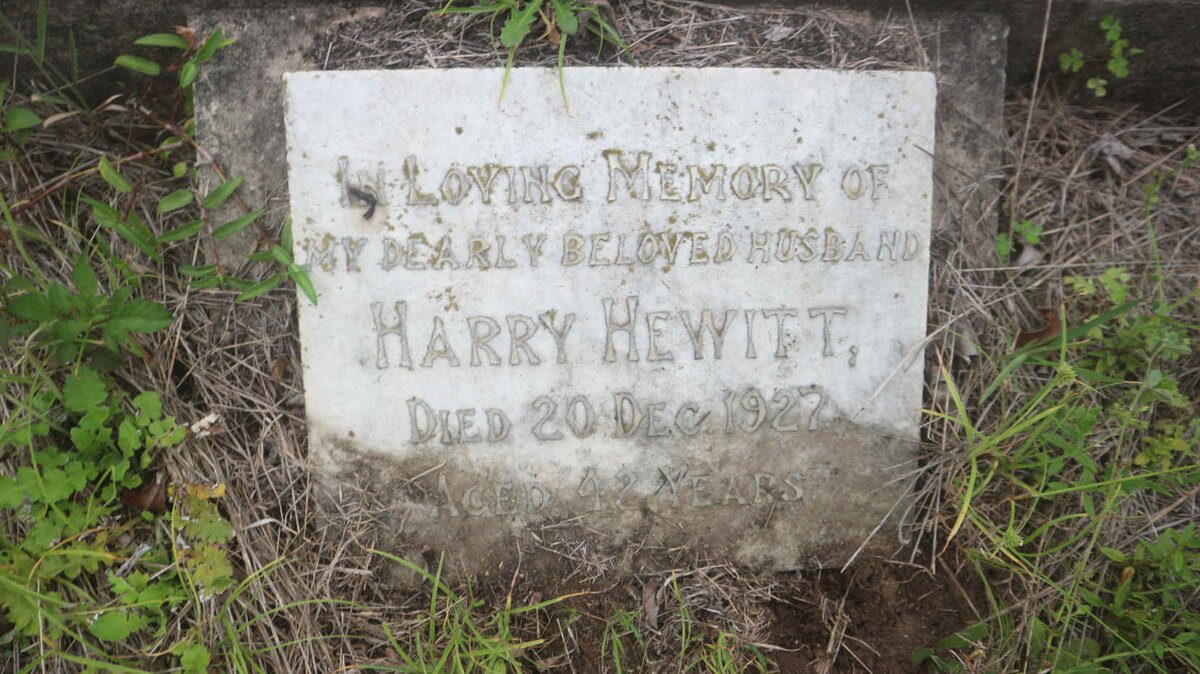 In Loving Memory of
MY DEARLY BELOVED HUSBAND
HARRY HEWITT,
DIED 20 DEC. 1927.
AGED 42 YEARS.